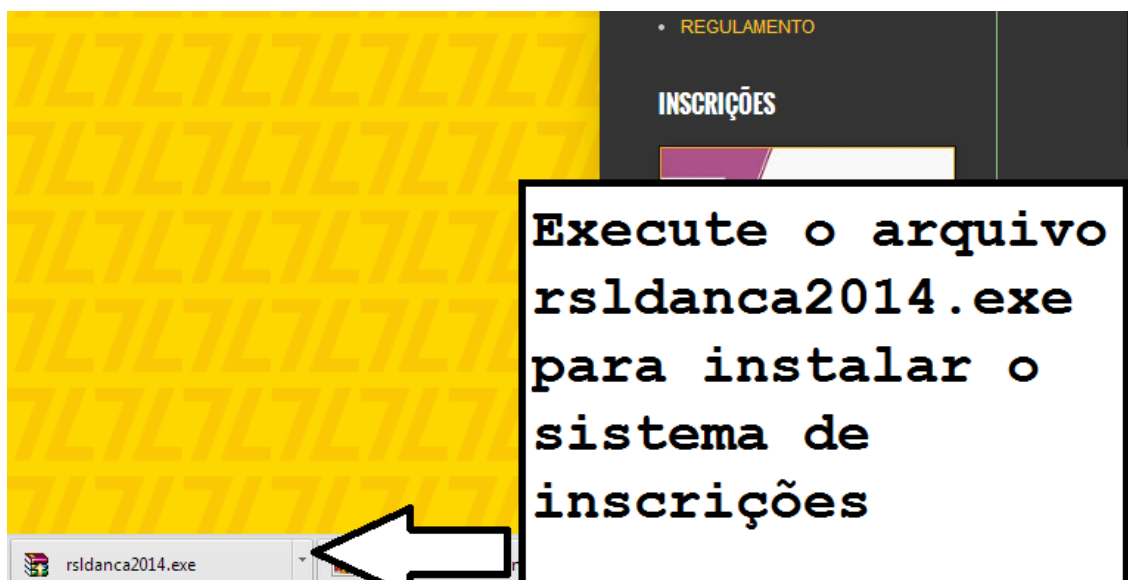 REGULAMENTO
INSCRIÇÕES
Execute o arquivo
rsldanca2014.exe
para instalar o
sistema de
inscrições
rsldanca2014.exe